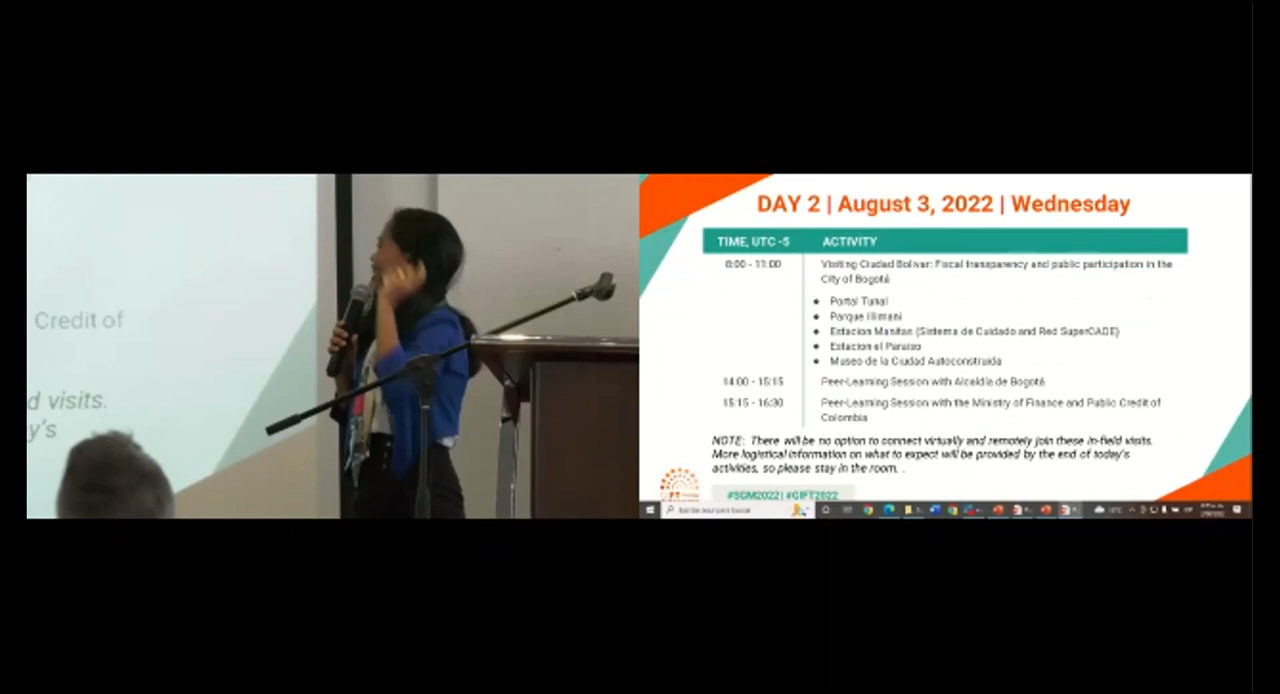 Credit of
d visits.
y's
DAY 2 | August 3, 2022 | Wednesday
TIME, UTC -5 ACTIVITY
8:00 - 11:00 Visiting Ciudad Bolivar: Fiscal transparency and public participation in the
City of Bogotá
● Portal Tunal
● Parque Illimani
● Estacion Manitas (Sistema de Cuidado and Red SuperCADE)
● Estacion el Paraiso
● Museo de la Ciudad Autoconstruida
14:00 - 15:15 Peer-Learning Session with Alcaldía de Bogotá
15:15 - 16:30 Peer-Learning Session with the Ministry of Finance and Public Credit of
Colombia
NOTE: There will be no option to connect virtually and remotely join these in-field visits.
More logistical information on what to expect will be provided by the end of today's
activities, so please stay in the room. .
#SGM2022| #GIFT2022